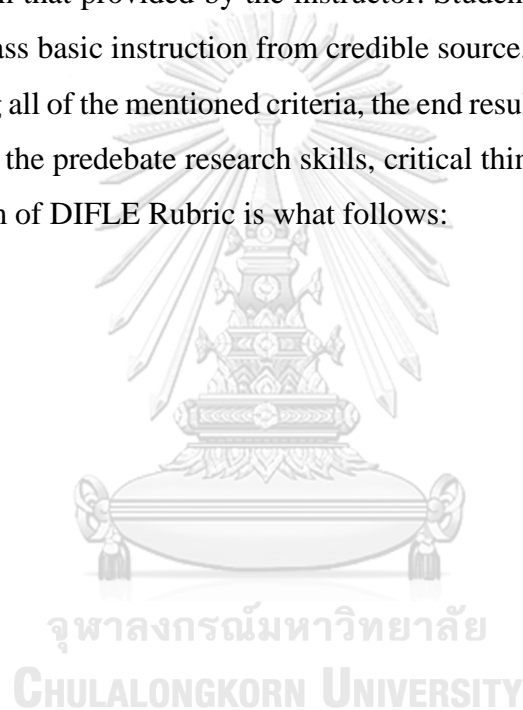 that provided by the instructor. Studen
ass basic instruction from credible source.
all of the mentioned criteria, the end resul
the predebate research skills, critical thin
of DIFLE Rubric is what follows:
จุฬาลงกรณ์มหาวิทยาลัย
CHULALONGKORN UNIVERSITY